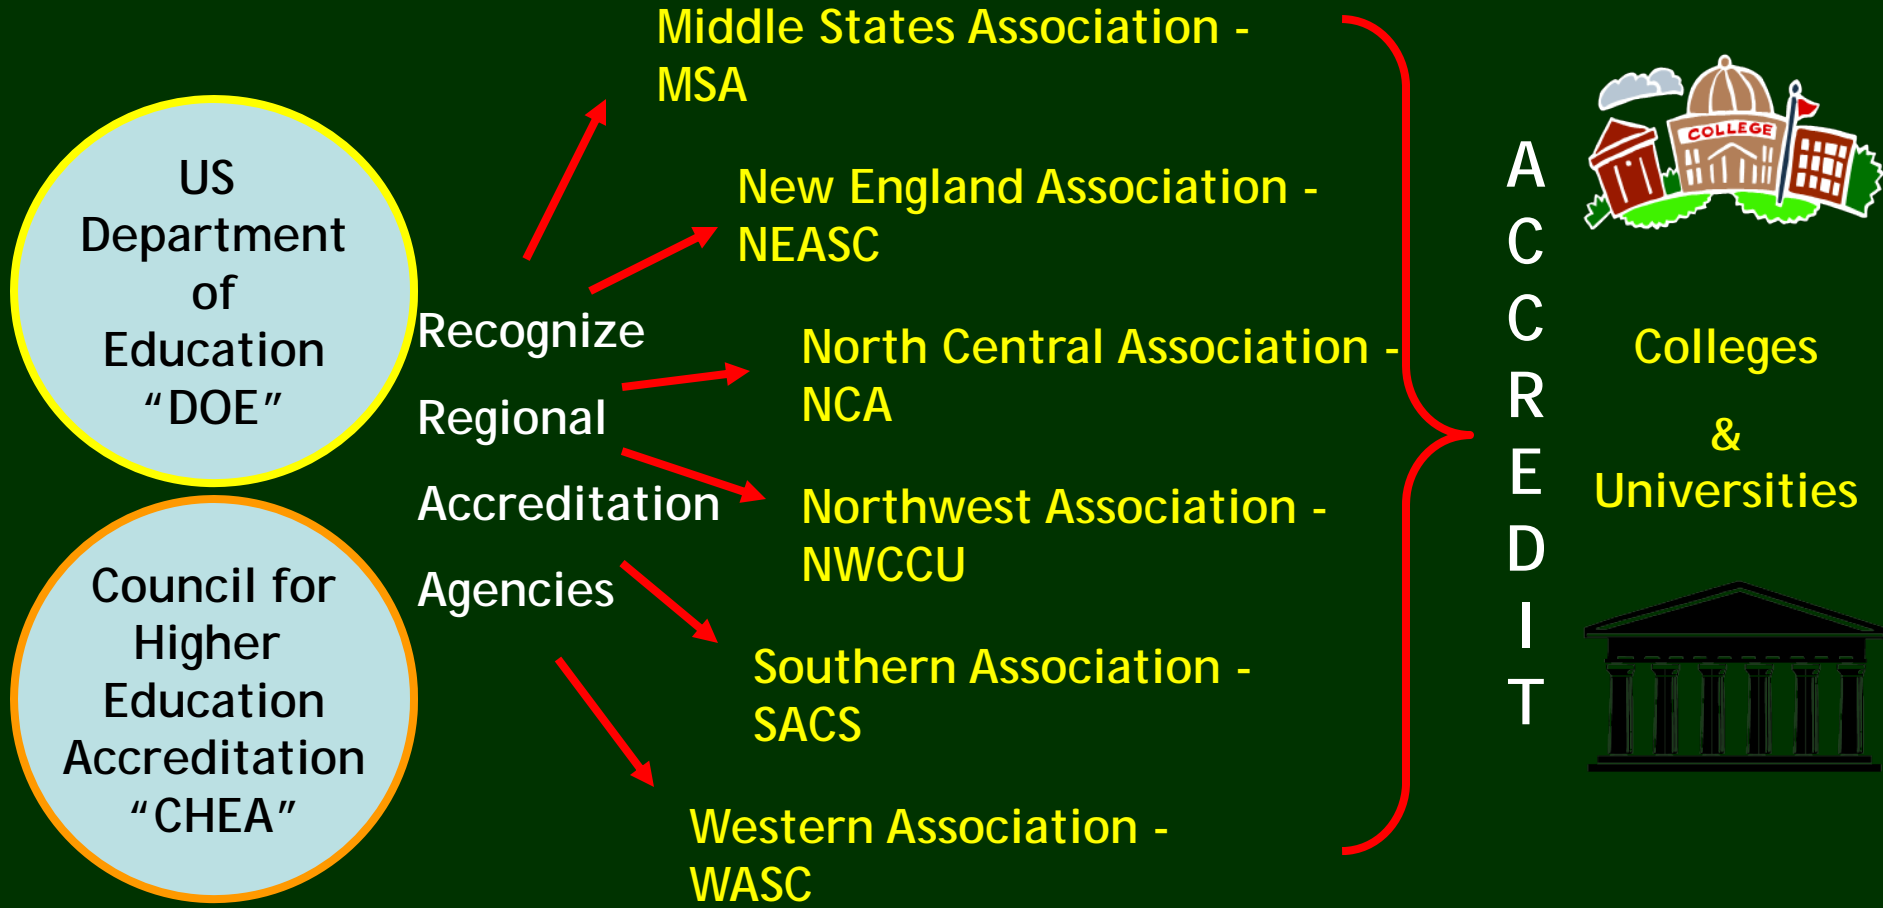 US
Department
of
Education
“DOE”
Council for
Higher
Education
Accreditation
“CHEA”
Recognize
Regional
Accreditation
Agencies
Middle States Association -
MSA
New England Association -
NEASC
North Central Association -
NCA
Northwest Association -
NWCCU
Southern Association -
SACS
Western Association -
WASC
A
C
C
R
E
D
I
T
COLLEGE
Colleges
&
Universities